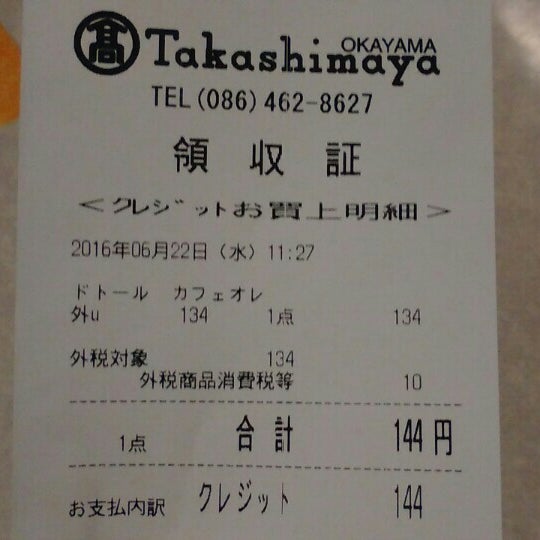 髙 Takashimaya OKAYAMA
TEL (086) 462-8627
領 収 証
<クレジットお買上明細>
2016年06月22日 (水) 11:27
ドトール カフェオレ
外u 134 1点 134
外税対象 134
外税商品消費税等 10
1点 合計 144円
お支払内訳 クレジット 144